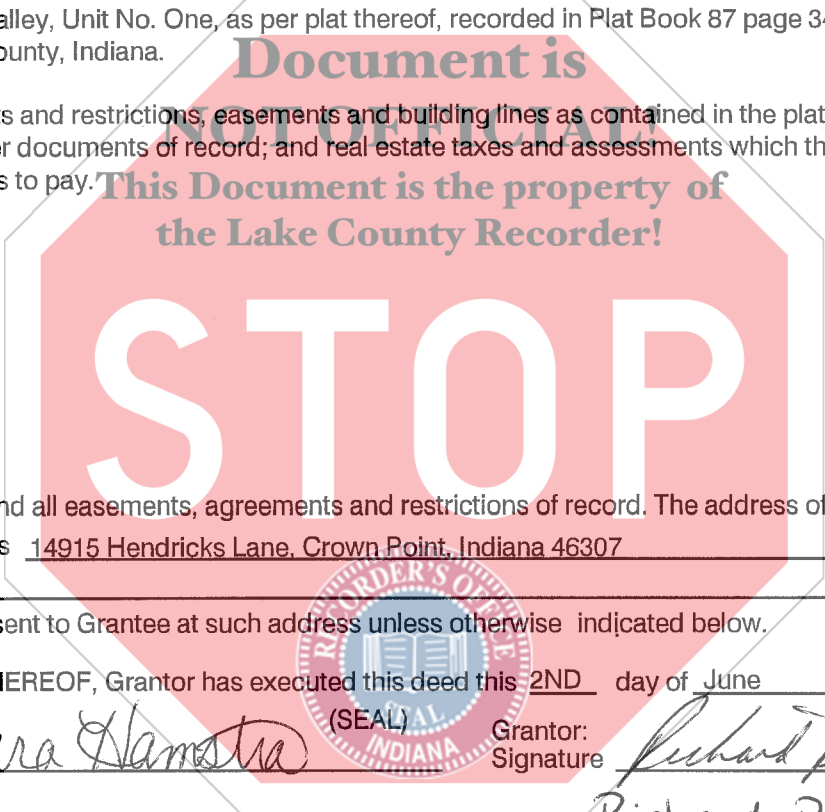 alley, Unit No. One, as per plat thereof, recorded in Plat Book 87 page 34
ounty, Indiana.
Document is
NOT OFFICIAL!
s and restrictions, easements and building lines as contained in the plat
r documents of record; and real estate taxes and assessments which th
s to pay.
This Document is the property of
the Lake County Recorder!
STOP
nd all easements, agreements and restrictions of record. The address of
s 14915 Hendricks Lane, Crown Point, Indiana 46307
RECORDER'S OFFICE
sent to Grantee at such address unless otherwise indicated below.
HEREOF, Grantor has executed this deed this 2ND day of June
SEAL
(SEAL)
INDIANA
Grantor:
Signature
ra Hamstra
Richard